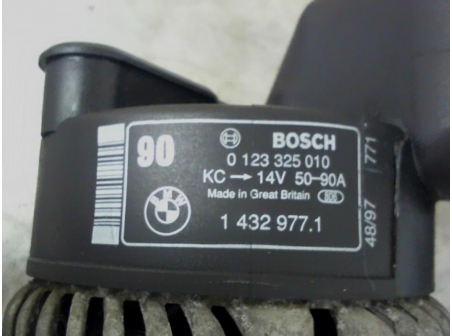 90
BOSCH
0 123 325 010
KC → 14V 50-90A
Made in Great Britain
BMW
1 432 977.1
48/97 771